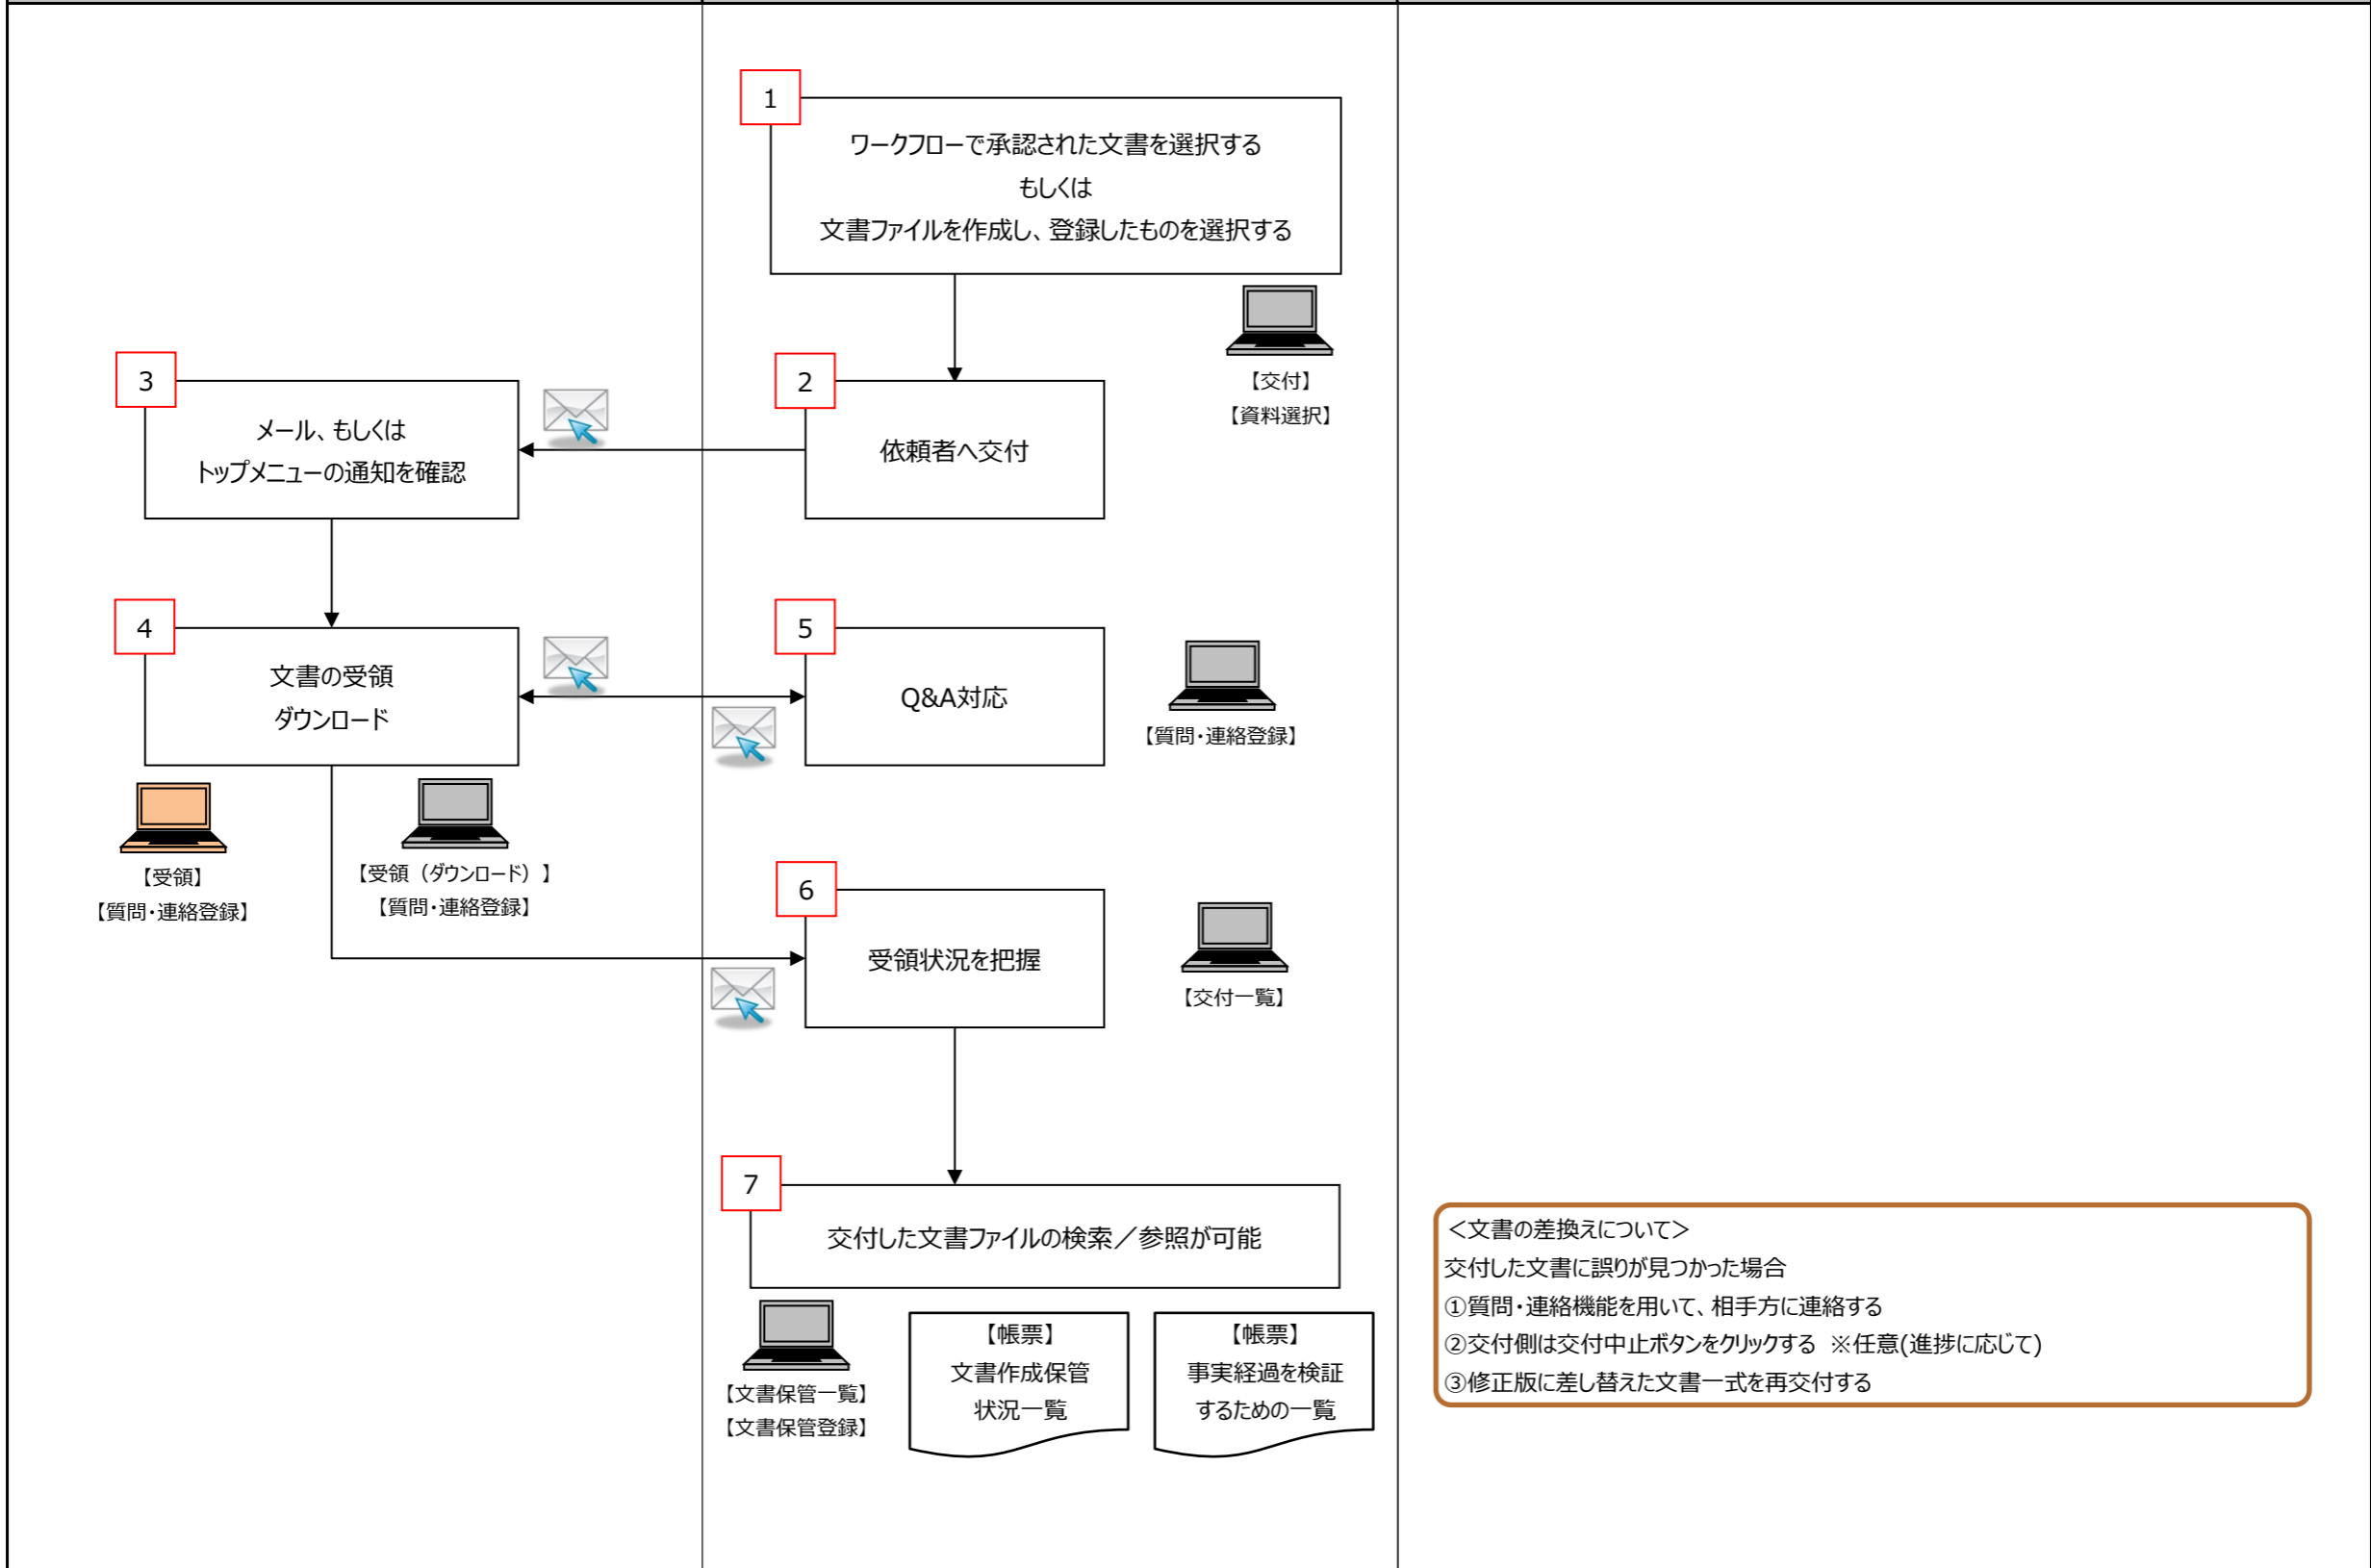 1
ワークフローで承認された文書を選択する
もしくは
文書ファイルを作成し、登録したものを選択する
【交付】
【資料選択】
2
依頼者へ交付
3
メール、もしくは
トップメニューの通知を確認
4
文書の受領
ダウンロード
【受領】
【質問・連絡登録】
【受領（ダウンロード）】
【質問・連絡登録】
5
Q&A対応
【質問・連絡登録】
6
受領状況を把握
【交付一覧】
7
交付した文書ファイルの検索／参照が可能
【文書保管一覧】
【文書保管登録】
【帳票】
文書作成保管
状況一覧
【帳票】
事実経過を検証
するための一覧
＜文書の差換えについて＞
交付した文書に誤りが見つかった場合
①質問・連絡機能を用いて、相手方に連絡する
②交付側は交付中止ボタンをクリックする ※任意(進捗に応じて)
③修正版に差し替えた文書一式を再交付する